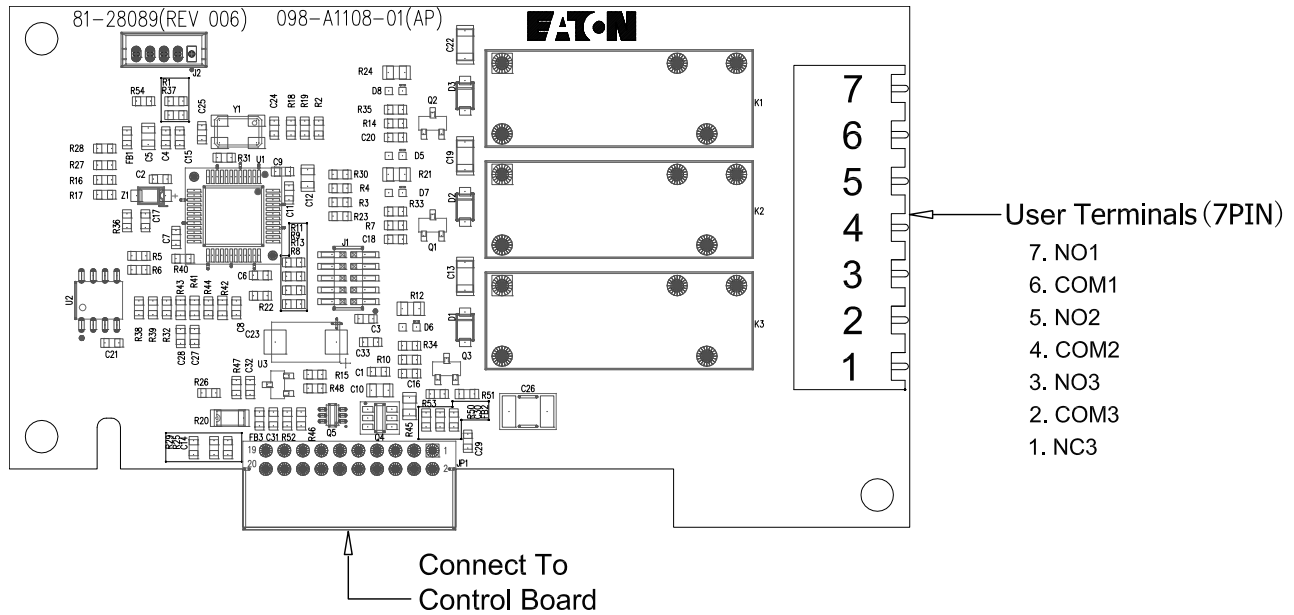 81-28089(REV 006) 098-A1108-01(AP)
EATON
J2
C22
R1
R37
R54
C25
Y1
C24 R18 R19 R2
R24
D8
R35
R14
C20
Q2
D3
K1
7
R28
R27
R16
R17
FB1 C5 C4 C15
R31 U1
C9
C2
Z1
C12
C11
R30
R4
R3
R23
D5
R21
D7
R33
R7
C18
C19
D2
Q1
K2
6
5
4
User Terminals (7PIN)
7. NO1
6. COM1
5. NO2
4. COM2
3. NO3
2. COM3
1. NC3
R36
C17
C7
R11
R9
R13
R8
J1
R5
R6
R40
C6
R22
C13
3
U2
R43 R41 R44 R42
R38 R39 R32
C28 C27
C8
C21
C23
U3
C3
C33
R12
D6
R34
R10
D1
Q3
K3
2
1
R47 C32
R15
R48
C1
C10
C16
R26
R20
R53
R51
R50
FB2
C26
R29
R25
C14
FB3 C31 R52
R46
Q5
Q4
R45
C29
19
20
1
2
JP1
Connect To
Control Board